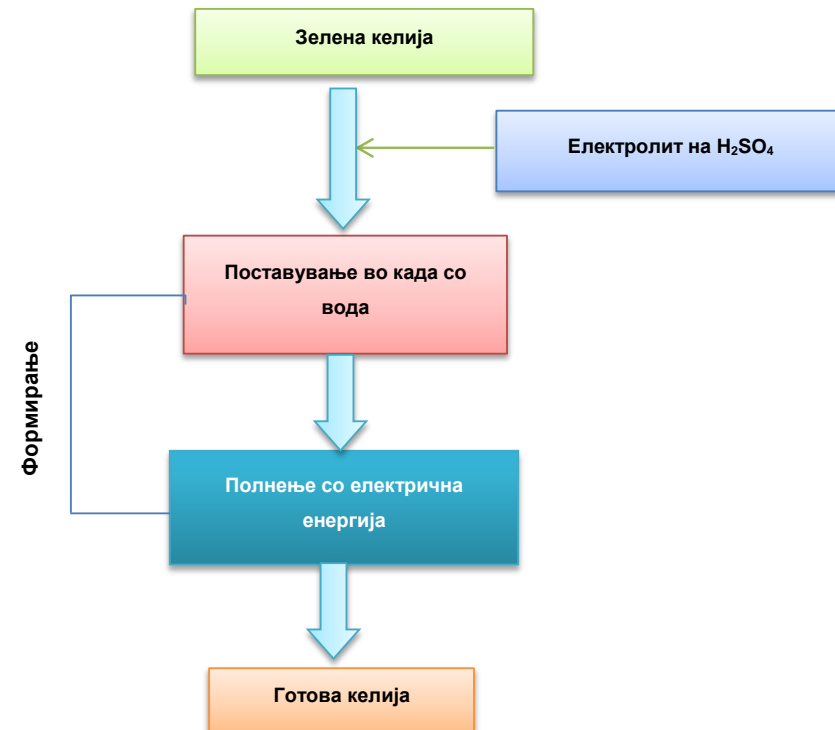 Зелена келија
Електролит на H₂SO₄
Поставување во када со
вода
Формирање
Полнење со електрична
енергија
Готова келија